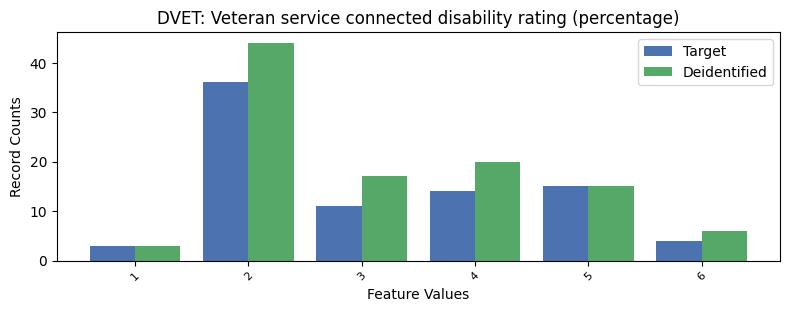 DVET: Veteran service connected disability rating (percentage)
Target
Deidentified
Record Counts
40
30
20
10
0
1 2 3 4 5 6
Feature Values